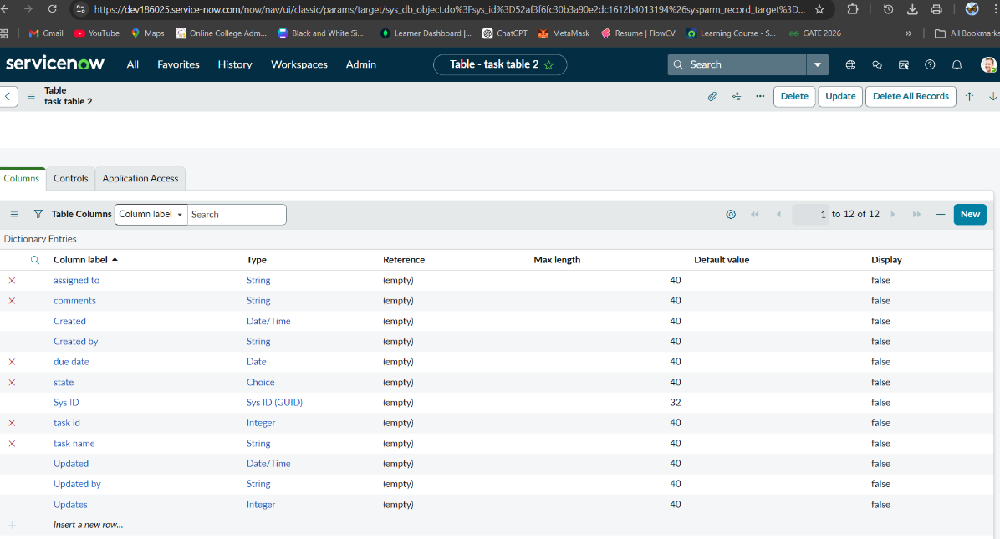 https://dev186025.service-now.com/now/nav/ui/classic/params/target/sys_db_object.do%3Fsys_id%3D52af3f6fc30b3a90e2dc1612b4013194%26sysparm_record_target%3D...
Gmail YouTube Maps Online College Adm... Black and White Si... Learner Dashboard |... ChatGPT MetaMask Resume | FlowCV Learning Course - S... GATE 2026 » All Bookmarks
servicenow All Favorites History Workspaces Admin Table - task table 2 Search
Table
task table 2
Delete Update Delete All Records
Columns Controls Application Access
Table Columns Column label Search 1 to 12 of 12 New
Dictionary Entries
Column label Type Reference Max length Default value Display
assigned to String (empty) 40 false
comments String (empty) 40 false
Created Date/Time (empty) 40 false
Created by String (empty) 40 false
due date Date (empty) 40 false
state Choice (empty) 40 false
Sys ID Sys ID (GUID) (empty) 32 false
task id Integer (empty) 40 false
task name String (empty) 40 false
Updated Date/Time (empty) 40 false
Updated by String (empty) 40 false
Updates Integer (empty) 40 false
Insert a new row...